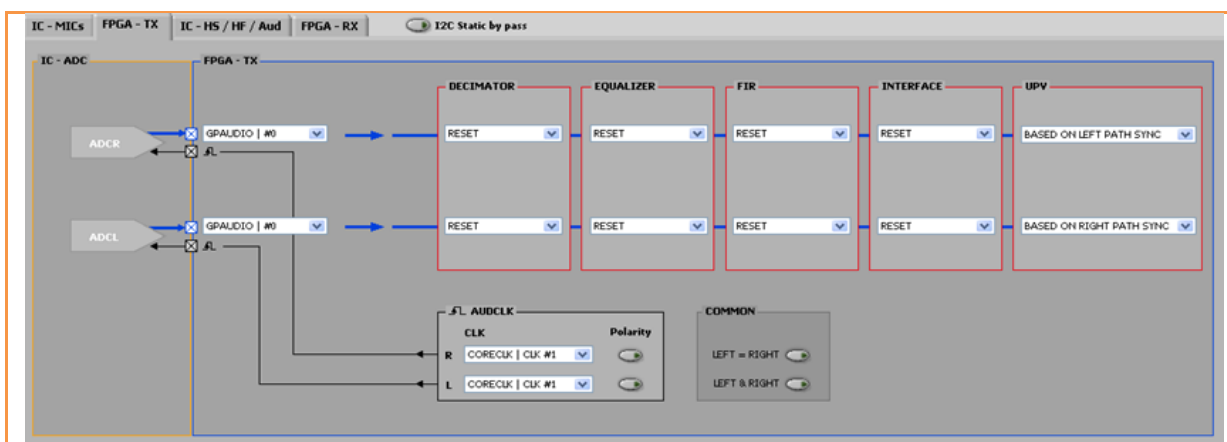 IC - MICs FPGA - TX IC - HS / HF / Aud FPGA - RX I2C Static by pass
IC - ADC FPGA - TX
DECIMATOR EQUALIZER FIR INTERFACE UPV
ADCR GPAUDIO | #0 RESET RESET RESET RESET BASED ON LEFT PATH SYNC
ADCL GPAUDIO | #0 RESET RESET RESET RESET BASED ON RIGHT PATH SYNC
AUDCLK COMMON
CLK Polarity
R CORECLK | CLK #1 LEFT = RIGHT
L CORECLK | CLK #1 LEFT & RIGHT